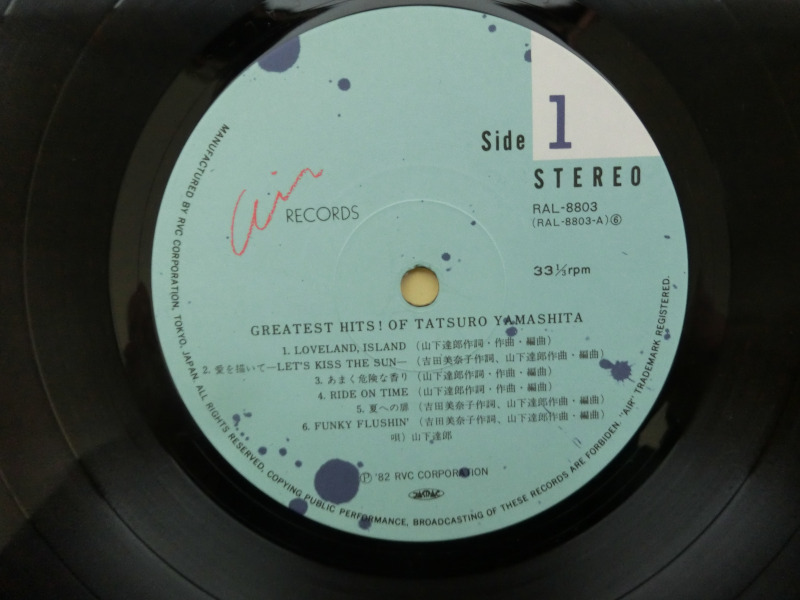 Side 1
STEREO
Air RECORDS
RAL-8803
(RAL-8803-A)⑥
33⅓rpm
GREATEST HITS! OF TATSURO YAMASHITA
1. LOVELAND, ISLAND (山下達郎作詞・作曲・編曲)
2. 愛を描いて—LET'S KISS THE SUN— (吉田美奈子作詞、山下達郎作曲・編曲)
3. あまく危険な香り (山下達郎作詞・作曲・編曲)
4. RIDE ON TIME (山下達郎作詞・作曲・編曲)
5. 夏への扉 (吉田美奈子作詞、山下達郎作曲・編曲)
6. FUNKY FLUSHIN' (吉田美奈子作詞、山下達郎作曲・編曲)
唄) 山下達郎
Ⓟ '82 RVC CORPORATION
MANUFACTURED BY RVC CORPORATION, TOKYO, JAPAN. ALL RIGHTS RESERVED, COPYING PUBLIC PERFORMANCE, BROADCASTING OF THESE RECORDS ARE FORBIDDEN. "AIR" TRADEMARK REGISTERED.